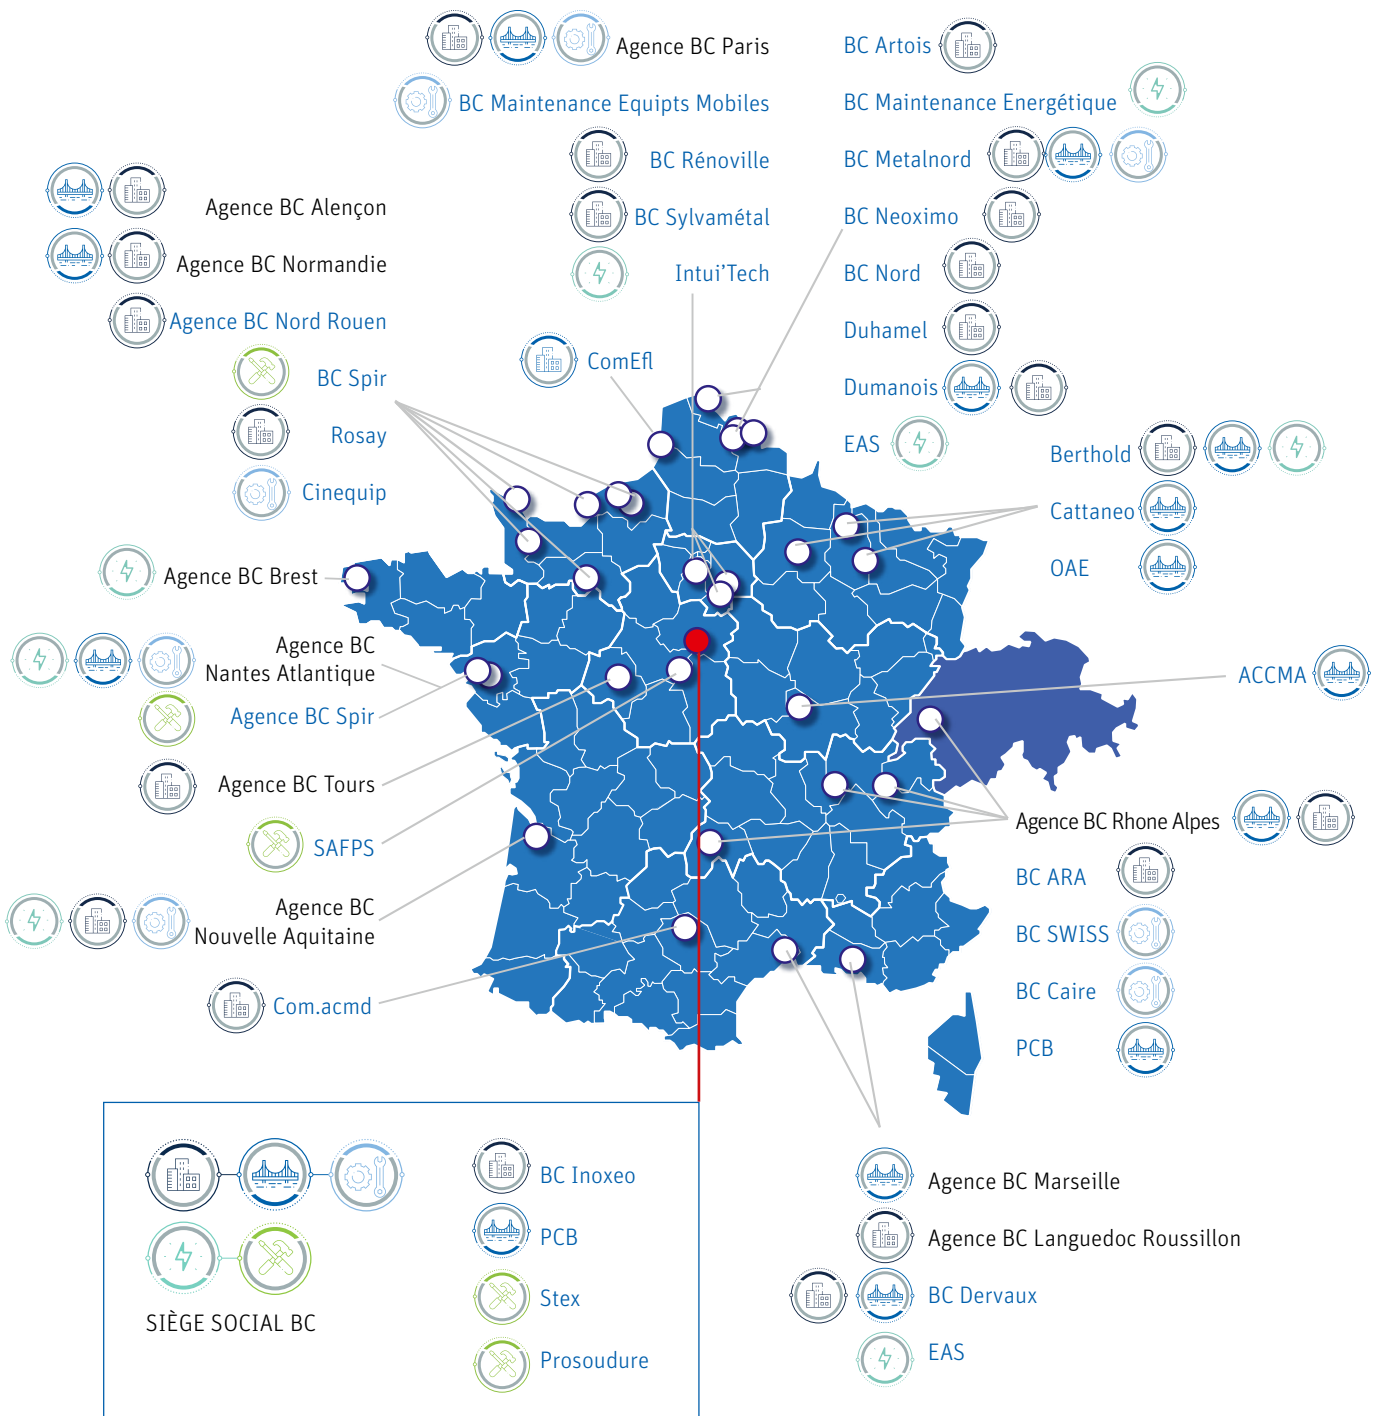 Agence BC Paris
BC Maintenance Equipts Mobiles
BC Rénoville
BC Sylvamétal
Intui'Tech
BC Artois
BC Maintenance Energétique
BC Metalnord
BC Neoximo
BC Nord
Duhamel
Dumanois
EAS
Agence BC Alençon
Agence BC Normandie
Agence BC Nord Rouen
BC Spir
Rosay
Cinequip
ComEfl
Berthold
Cattaneo
OAE
Agence BC Brest
Agence BC
Nantes Atlantique
Agence BC Spir
Agence BC Tours
SAFPS
Agence BC
Nouvelle Aquitaine
Com.acmd
ACCMA
Agence BC Rhone Alpes
BC ARA
BC SWISS
BC Caire
PCB
SIÈGE SOCIAL BC
BC Inoxeo
PCB
Stex
Prosoudure
Agence BC Marseille
Agence BC Languedoc Roussillon
BC Dervaux
EAS